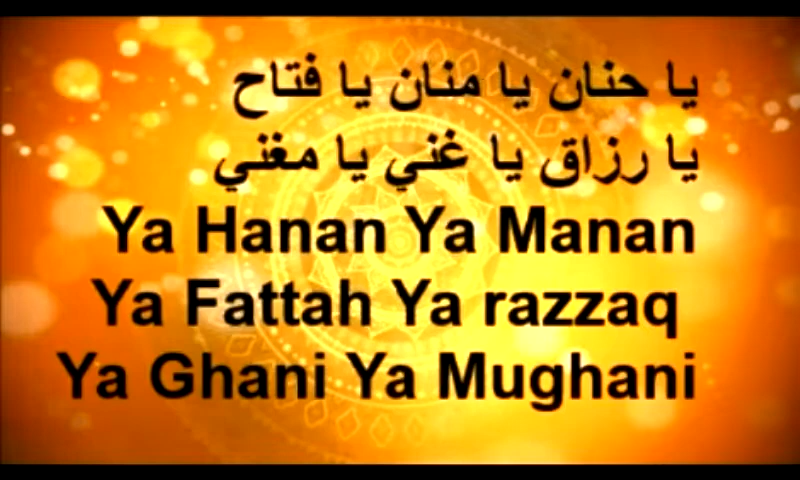 يا حنان يا منان يا فتاح
يا رزاق يا غني يا مغني
Ya Hanan Ya Manan
Ya Fattah Ya razzaq
Ya Ghani Ya Mughani